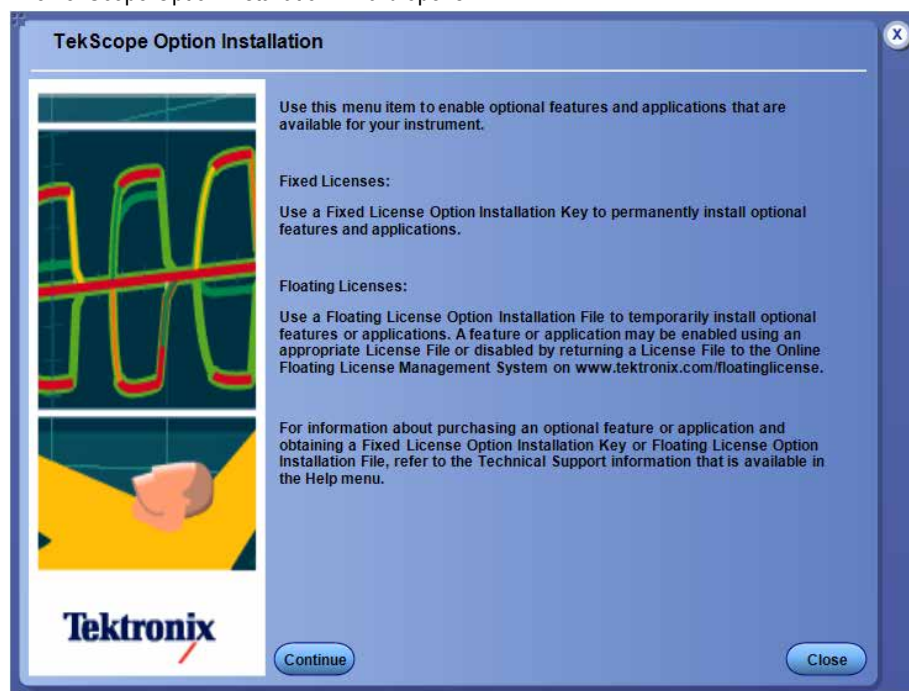 TekScope Option Installation
X
Use this menu item to enable optional features and applications that are
available for your instrument.
Fixed Licenses:
Use a Fixed License Option Installation Key to permanently install optional
features and applications.
Floating Licenses:
Use a Floating License Option Installation File to temporarily install optional
features or applications. A feature or application may be enabled using an
appropriate License File or disabled by returning a License File to the Online
Floating License Management System on www.tektronix.com/floatinglicense.
For information about purchasing an optional feature or application and
obtaining a Fixed License Option Installation Key or Floating License Option
Installation File, refer to the Technical Support information that is available in
the Help menu.
Tektronix
Continue
Close